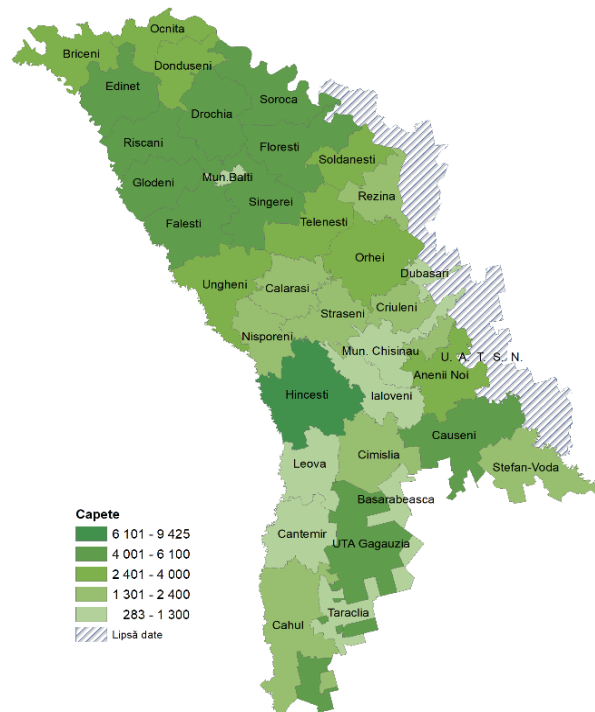 Ocnita
Briceni
Donduseni
Edinet
Soroca
Drochia
Riscani
Floresti
Soldanesti
Glodeni
Mun.Balti
Rezina
Singerei
Falesti
Telenesti
Orhei
Dubasari
Ungheni
Calarasi
Criuleni
Straseni
Nisporeni
Mun. Chisinau
U. A. T. S. N.
Anenii Noi
Hincesti
Ialoveni
Causeni
Cimislia
Leova
Stefan-Voda
Basarabeasca
Cantemir
UTA Gagauzia
Taraclia
Cahul
Capete
6 101 - 9 425
4 001 - 6 100
2 401 - 4 000
1 301 - 2 400
283 - 1 300
Lipsă date